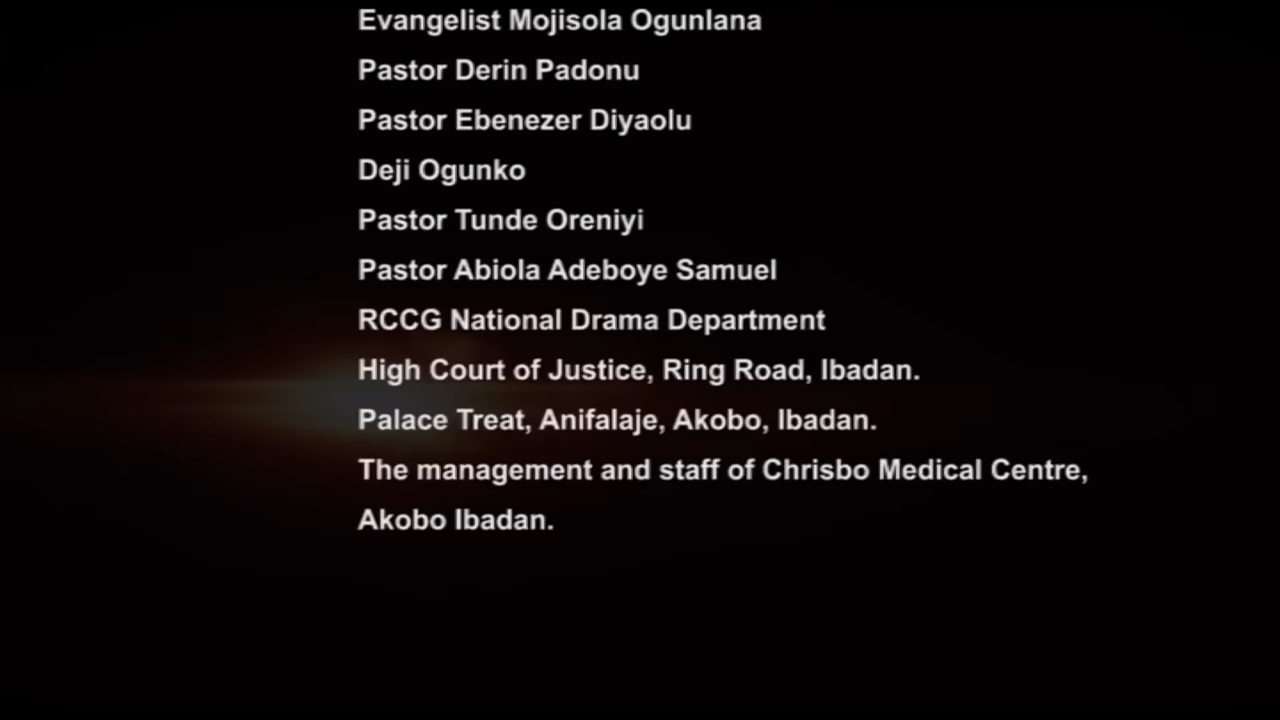 Evangelist Mojisola Ogunlana
Pastor Derin Padonu
Pastor Ebenezer Diyaolu
Deji Ogunko
Pastor Tunde Oreniyi
Pastor Abiola Adeboye Samuel
RCCG National Drama Department
High Court of Justice, Ring Road, Ibadan.
Palace Treat, Anifalaje, Akobo, Ibadan.
The management and staff of Chrisbo Medical Centre,
Akobo Ibadan.